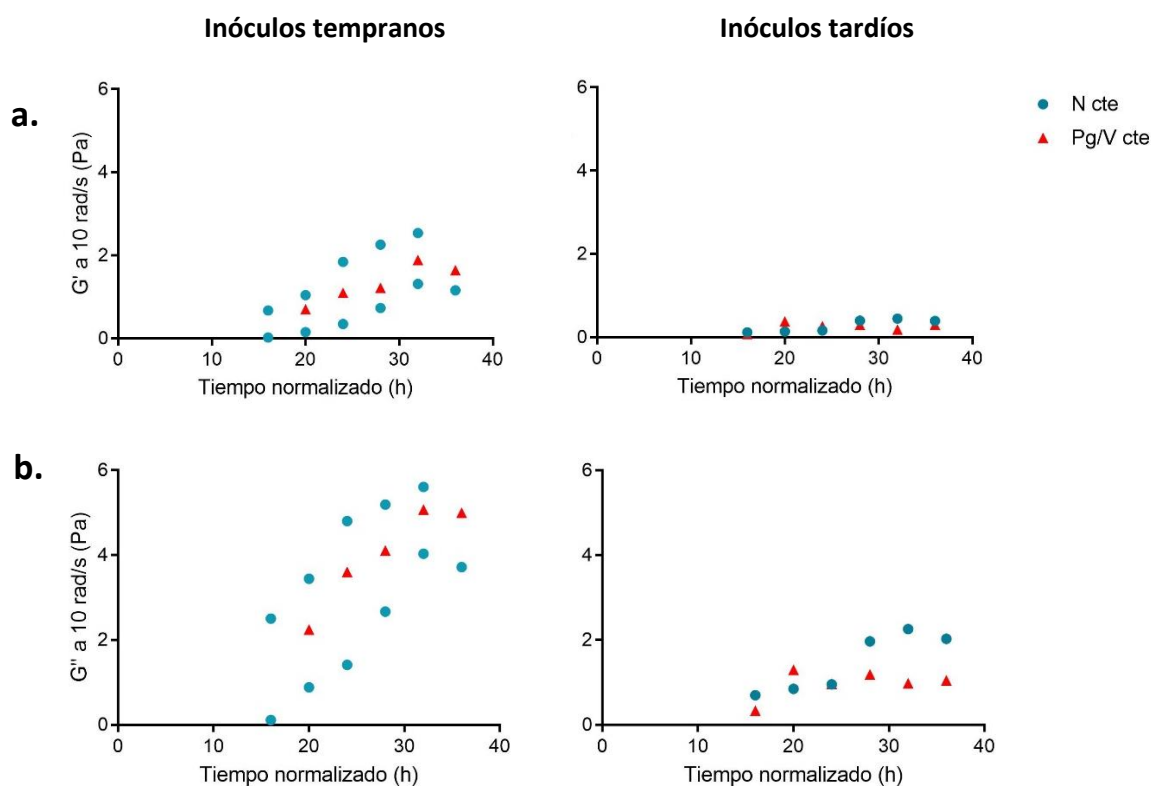 Inóculos tempranos
Inóculos tardíos
a.
G' a 10 rad/s (Pa)
6
4
2
0
0 10 20 30 40
Tiempo normalizado (h)
6
4
2
0
0 10 20 30 40
Tiempo normalizado (h)
N cte
Pg/V cte
b.
G'' a 10 rad/s (Pa)
6
4
2
0
0 10 20 30 40
Tiempo normalizado (h)
6
4
2
0
0 10 20 30 40
Tiempo normalizado (h)